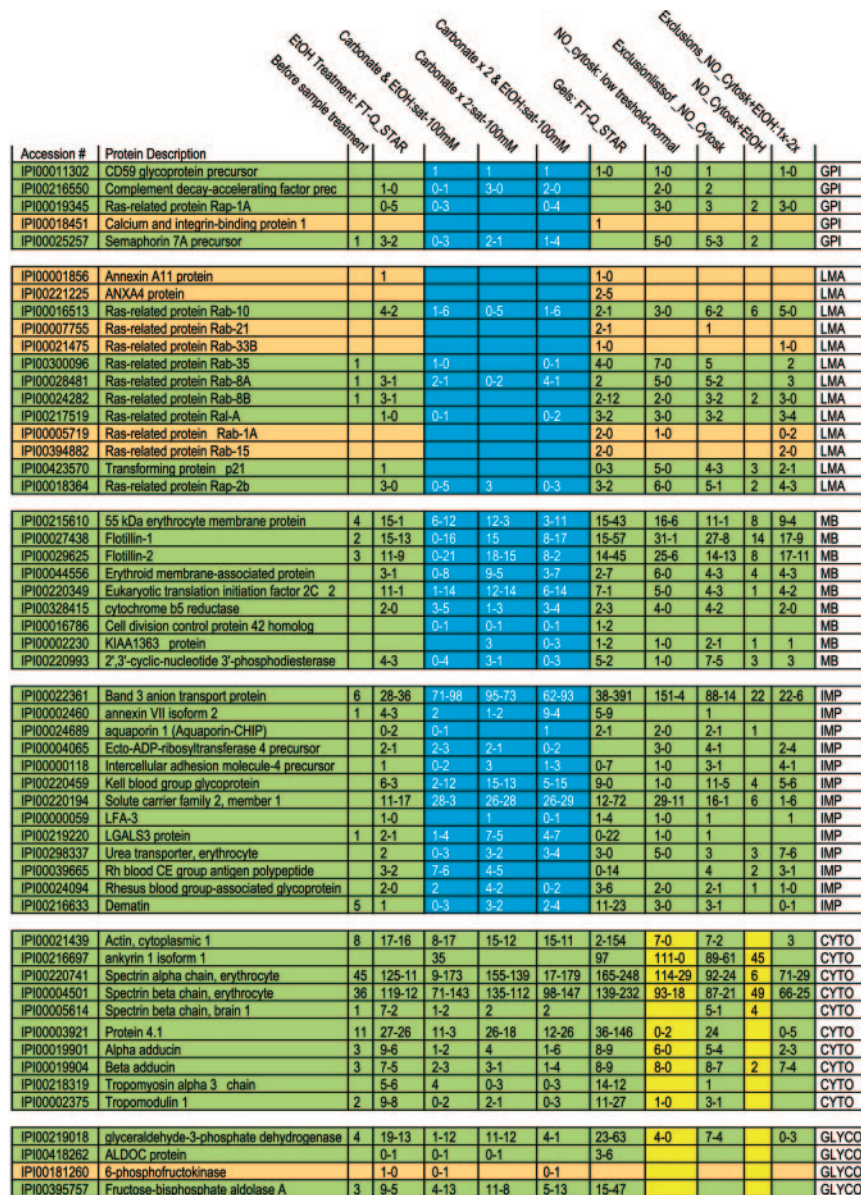 Before sample treatment
EtOH Treatment: FT-Q_STAR
Carbonate & EtOH:sat-100mM
Carbonate x 2:sat-100mM
Carbonate x 2 & EtOH:sat-100mM
Gels: FT-Q_STAR
NO_cytosk: low treshold-normal
Exclusionlistsof_NO_Cytosk
NO_Cytosk+EtOH
Exclusions_NO_Cytosk+EtOH:1x-2x
Accession # Protein Description
IPI00011302 CD59 glycoprotein precursor 1 1 1 1-0 1-0 1 1-0 GPI
IPI00216550 Complement decay-accelerating factor prec 1-0 0-1 3-0 2-0 2-0 2 GPI
IPI00019345 Ras-related protein Rap-1A 0-5 0-3 0-4 3-0 3 2 3-0 GPI
IPI00018451 Calcium and integrin-binding protein 1 1 GPI
IPI00025257 Semaphorin 7A precursor 1 3-2 0-3 2-1 1-4 5-0 5-3 2 GPI
IPI00001856 Annexin A11 protein 1 1-0 LMA
IPI00221225 ANXA4 protein 2-5 LMA
IPI00016513 Ras-related protein Rab-10 4-2 1-6 0-5 1-6 2-1 3-0 6-2 6 5-0 LMA
IPI00007755 Ras-related protein Rab-21 2-1 1 LMA
IPI00021475 Ras-related protein Rab-33B 1-0 1-0 LMA
IPI00300096 Ras-related protein Rab-35 1 1-0 0-1 4-0 7-0 5 2 LMA
IPI00028481 Ras-related protein Rab-8A 1 3-1 2-1 0-2 4-1 2 5-0 5-2 3 LMA
IPI00024282 Ras-related protein Rab-8B 1 3-1 2-12 2-0 3-2 2 3-0 LMA
IPI00217519 Ras-related protein Ral-A 1-0 0-1 0-2 3-2 3-0 3-2 3-4 LMA
IPI00005719 Ras-related protein Rab-1A 2-0 1-0 0-2 LMA
IPI00394882 Ras-related protein Rab-15 2-0 2-0 LMA
IPI00423570 Transforming protein p21 1 0-3 5-0 4-3 3 2-1 LMA
IPI00018364 Ras-related protein Rap-2b 3-0 0-5 3 0-3 3-2 6-0 5-1 2 4-3 LMA
IPI00215610 55 kDa erythrocyte membrane protein 4 15-1 6-12 12-3 3-11 15-43 16-6 11-1 8 9-4 MB
IPI00027438 Flotillin-1 2 15-13 0-16 15 8-17 15-57 31-1 27-8 14 17-9 MB
IPI00029625 Flotillin-2 3 11-9 0-21 18-15 8-2 14-45 25-6 14-13 8 17-11 MB
IPI00044556 Erythroid membrane-associated protein 3-1 0-8 9-5 3-7 2-7 6-0 4-3 4 4-3 MB
IPI00220349 Eukaryotic translation initiation factor 2C 2 11-1 1-14 12-14 6-14 7-1 5-0 4-3 1 4-2 MB
IPI00328415 cytochrome b5 reductase 2-0 3-5 1-3 3-4 2-3 4-0 4-2 2-0 MB
IPI00016786 Cell division control protein 42 homolog 0-1 0-1 0-1 1-2 MB
IPI00002230 KIAA1363 protein 3 0-3 1-2 1-0 2-1 1 1 MB
IPI00220993 2',3'-cyclic-nucleotide 3'-phosphodiesterase 4-3 0-4 3-1 0-3 5-2 1-0 7-5 3 3 MB
IPI00022361 Band 3 anion transport protein 6 28-36 71-98 95-73 62-93 38-391 151-4 88-14 22 22-6 IMP
IPI00002460 annexin VII isoform 2 1 4-3 2 1-2 9-4 5-9 1 IMP
IPI00024689 aquaporin 1 (Aquaporin-CHIP) 0-2 0-1 1 2-1 2-0 2-1 1 IMP
IPI00004065 Ecto-ADP-ribosyltransferase 4 precursor 2-1 2-3 2-1 0-2 3-0 4-1 2-4 IMP
IPI00000118 Intercellular adhesion molecule-4 precursor 1 0-2 3 1-3 0-7 1-0 3-1 4-1 IMP
IPI00220459 Kell blood group glycoprotein 6-3 2-12 15-13 5-15 9-0 1-0 11-5 4 5-6 IMP
IPI00220194 Solute carrier family 2, member 1 11-17 28-3 26-28 26-29 12-72 29-11 16-1 6 1-6 IMP
IPI00000059 LFA-3 1-0 1 0-1 1-4 1-0 1 1 IMP
IPI00219220 LGALS3 protein 1 2-1 1-4 7-5 4-7 0-22 1-0 1 IMP
IPI00298337 Urea transporter, erythrocyte 2 0-3 3-2 3-4 3-0 5-0 3 3 7-6 IMP
IPI00039665 Rh blood CE group antigen polypeptide 3-2 7-6 4-5 0-14 4 2 3-1 IMP
IPI00024094 Rhesus blood group-associated glycoprotein 2-0 2 4-2 0-2 3-6 2-0 2-1 1 1-0 IMP
IPI00216633 Dematin 5 1 0-3 3-2 2-4 11-23 3-0 3-1 0-1 IMP
IPI00021439 Actin, cytoplasmic 1 8 17-16 8-17 15-12 15-11 2-154 7-0 7-2 3 CYTO
IPI00216697 ankyrin 1 isoform 1 35 97 111-0 89-61 45 CYTO
IPI00220741 Spectrin alpha chain, erythrocyte 45 125-11 9-173 155-139 17-179 165-248 114-29 92-24 6 71-29 CYTO
IPI00004501 Spectrin beta chain, erythrocyte 36 119-12 71-143 135-112 98-147 139-232 93-18 87-21 49 66-25 CYTO
IPI00005614 Spectrin beta chain, brain 1 1 7-2 1-2 2 2 5-1 4 CYTO
IPI00003921 Protein 4.1 11 27-26 11-3 26-18 12-26 36-146 0-2 24 0-5 CYTO
IPI00019901 Alpha adducin 3 9-6 1-2 4 1-6 8-9 6-0 5-4 2-3 CYTO
IPI00019904 Beta adducin 3 7-5 2-3 3-1 1-4 8-9 8-0 8-7 2 7-4 CYTO
IPI00218319 Tropomyosin alpha 3 chain 5-6 4 0-3 0-3 14-12 1 CYTO
IPI00002375 Tropomodulin 1 2 9-8 0-2 2-1 0-3 11-27 1-0 3-1 CYTO
IPI00219018 glyceraldehyde-3-phosphate dehydrogenase 4 19-13 1-12 11-12 4-1 23-63 4-0 7-4 0-3 GLYCO
IPI00418262 ALDOC protein 0-1 0-1 0-1 3-6 GLYCO
IPI00181260 6-phosphofructokinase 1-0 0-1 0-1 GLYCO
IPI00395757 Fructose-bisphosphate aldolase A 3 9-5 4-13 11-8 5-13 15-47 GLYCO